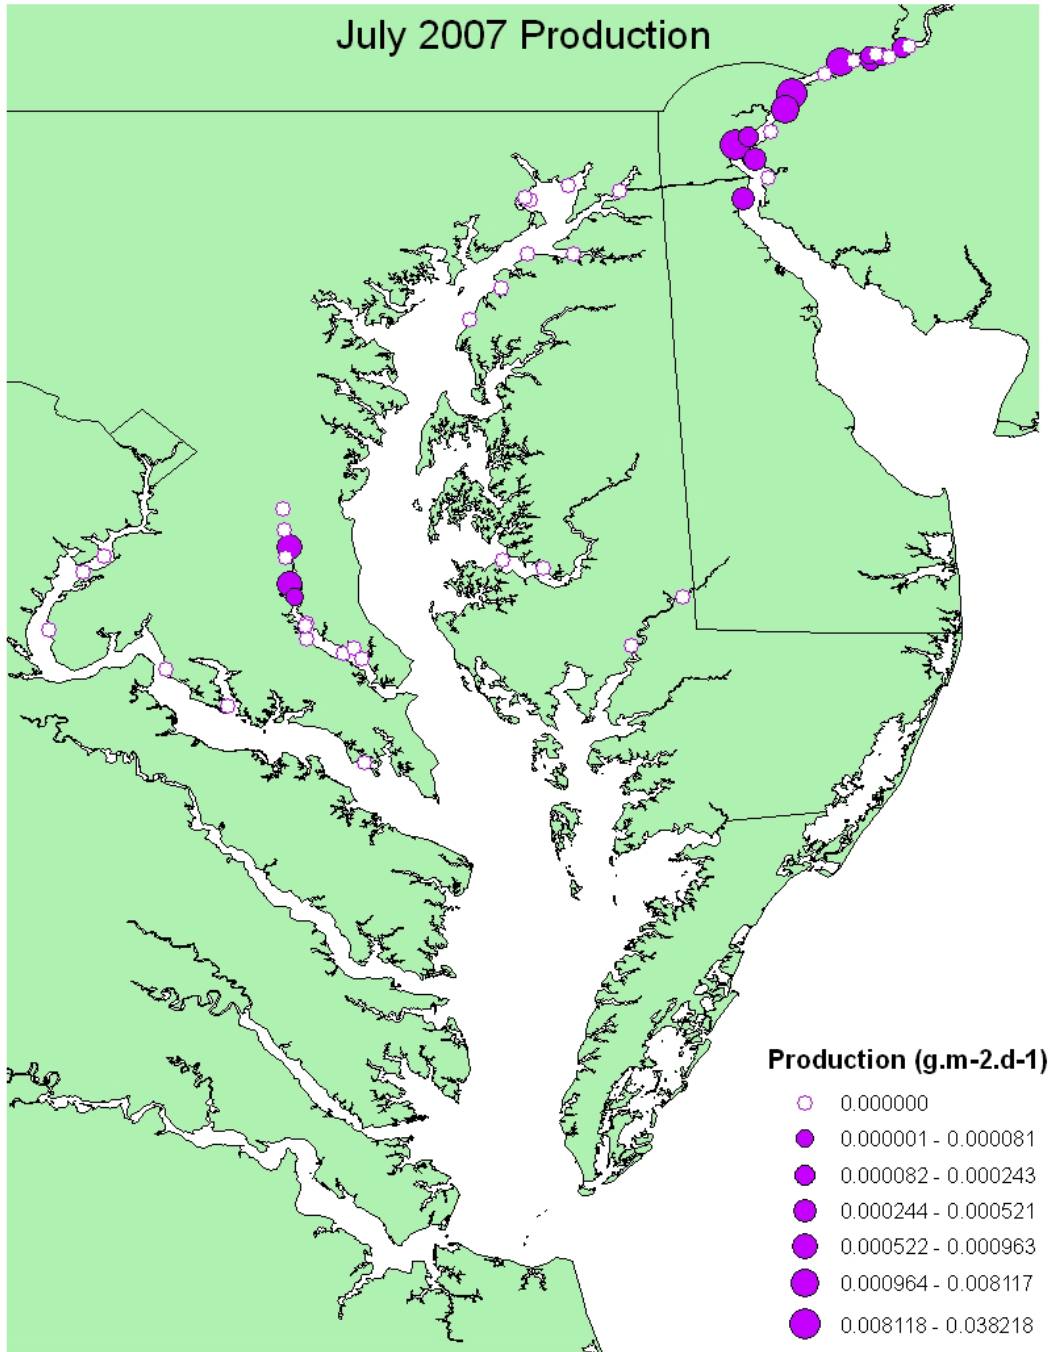 July 2007 Production
Production (g.m-2.d-1)
0.000000
0.000001 - 0.000081
0.000082 - 0.000243
0.000244 - 0.000521
0.000522 - 0.000963
0.000964 - 0.008117
0.008118 - 0.038218